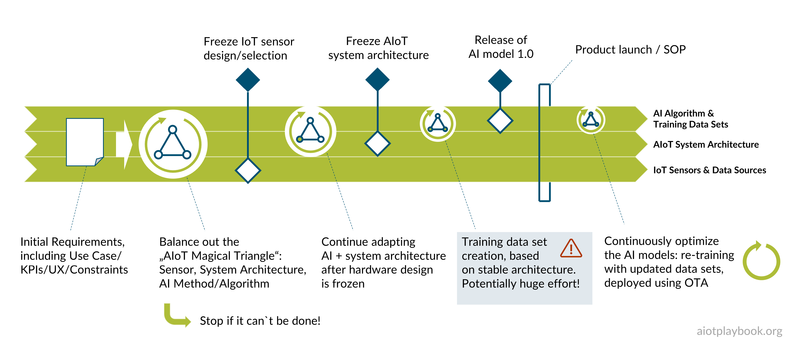 Freeze IoT sensor
design/selection
Freeze AIoT
system architecture
Release of
AI model 1.0
Product launch / SOP
AI Algorithm &
Training Data Sets
AIoT System Architecture
IoT Sensors & Data Sources
Initial Requirements,
including Use Case/
KPIs/UX/Constraints
Balance out the
„AIoT Magical Triangle“:
Sensor, System Architecture,
AI Method/Algorithm
Stop if it can`t be done!
Continue adapting
AI + system architecture
after hardware design
is frozen
Training data set
creation, based
on stable architecture.
Potentially huge effort!
Continuously optimize
the AI models: re-training
with updated data sets,
deployed using OTA
aiotplaybook.org